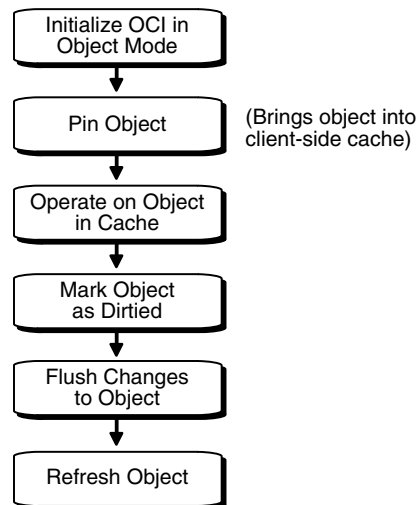 Initialize OCI in
Object Mode
Pin Object
(Brings object into
client-side cache)
Operate on Object
in Cache
Mark Object
as Dirtied
Flush Changes
to Object
Refresh Object